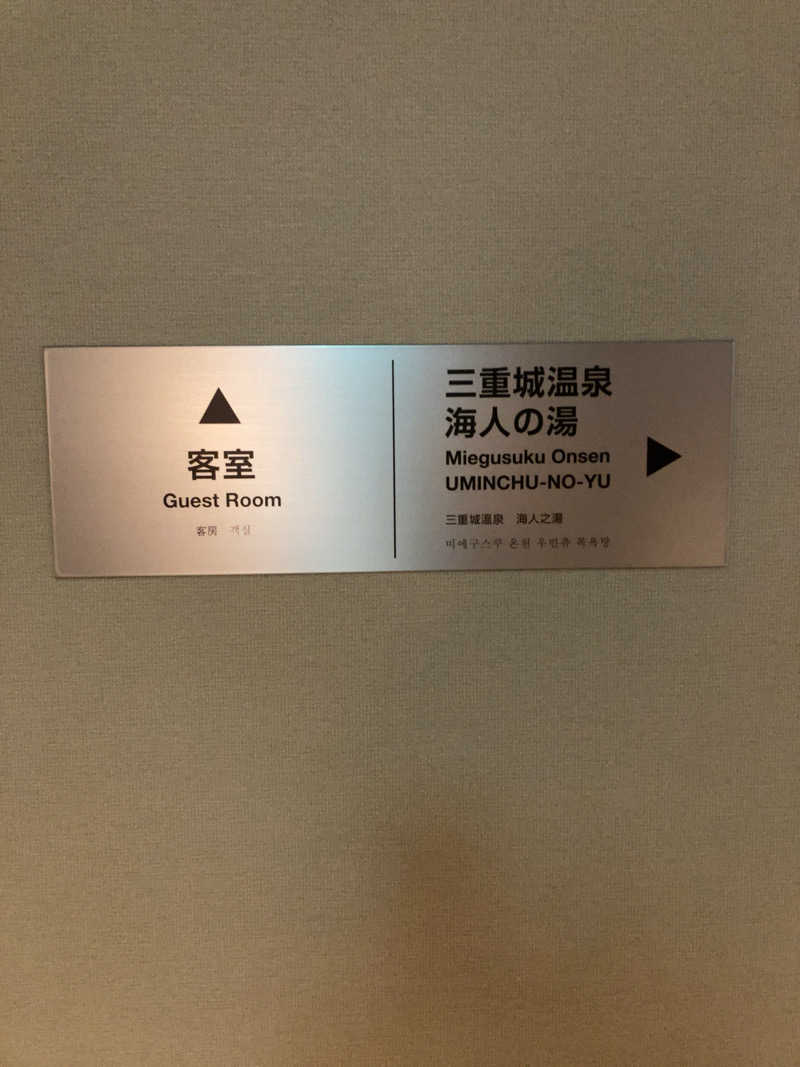 客室
Guest Room
客房 객실
三重城温泉
海人の湯
Miegusuku Onsen
UMINCHU-NO-YU
三重城溫泉 海人之湯
미에구스쿠 온천 우민츄 목욕탕